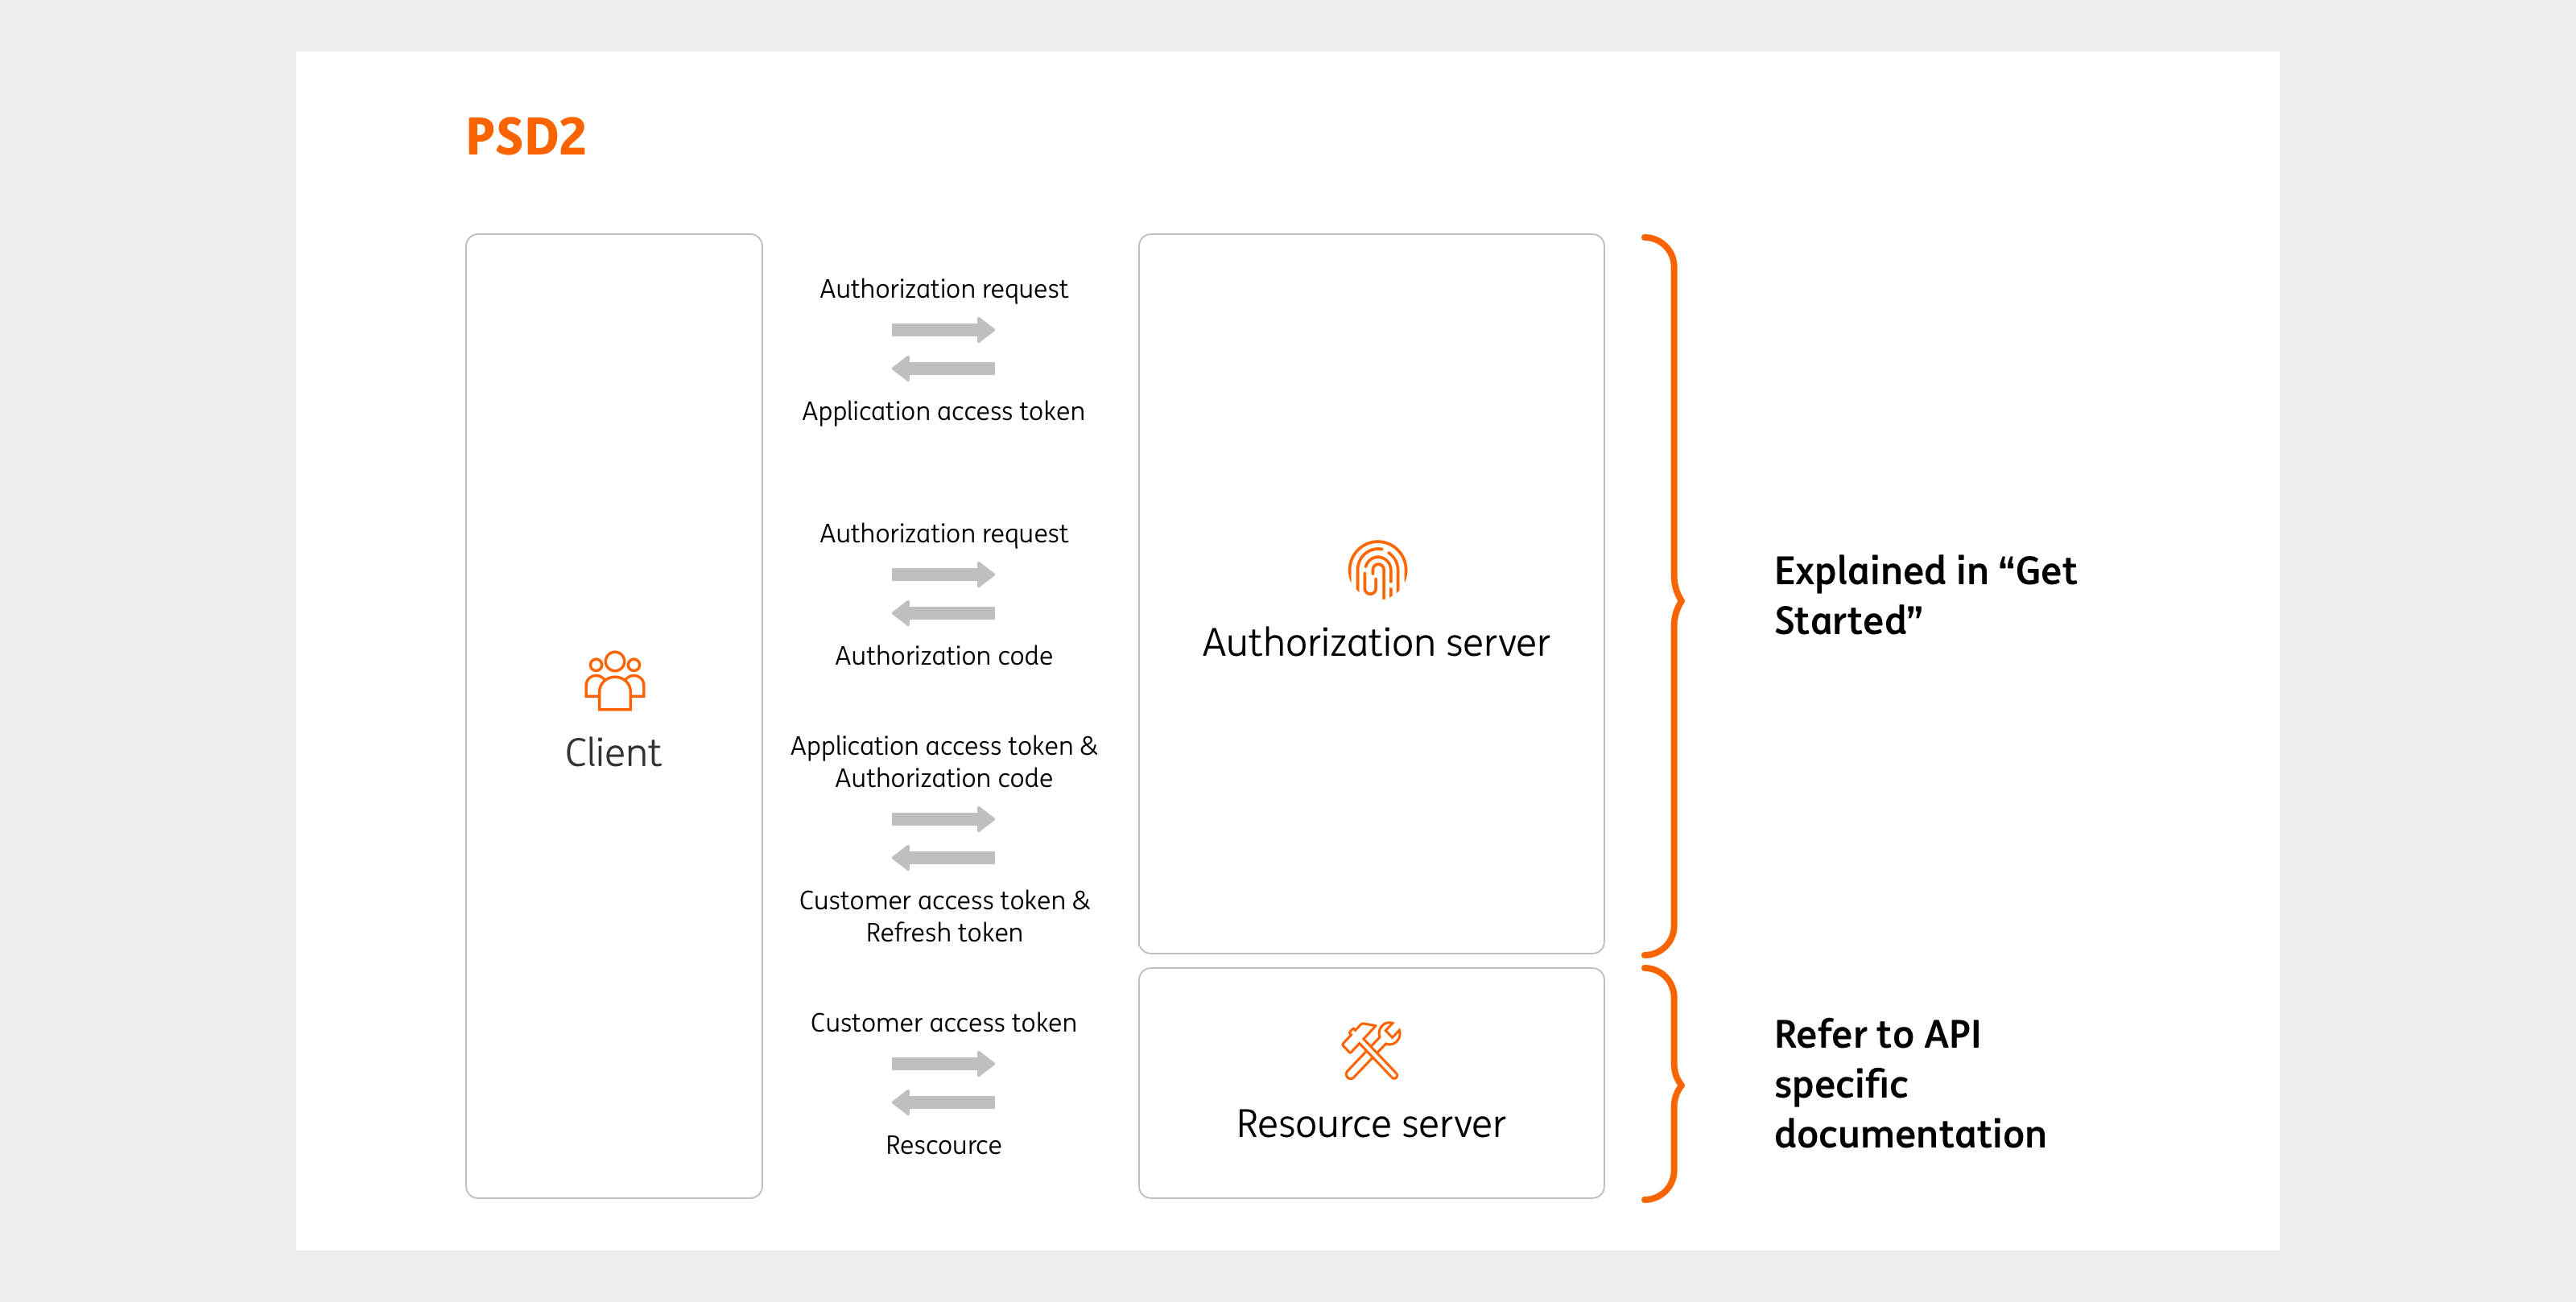 PSD2
Client
Authorization request
Application access token
Authorization request
Authorization code
Application access token &
Authorization code
Customer access token &
Refresh token
Customer access token
Rescource
Authorization server
Resource server
Explained in “Get
Started”
Refer to API
specific
documentation